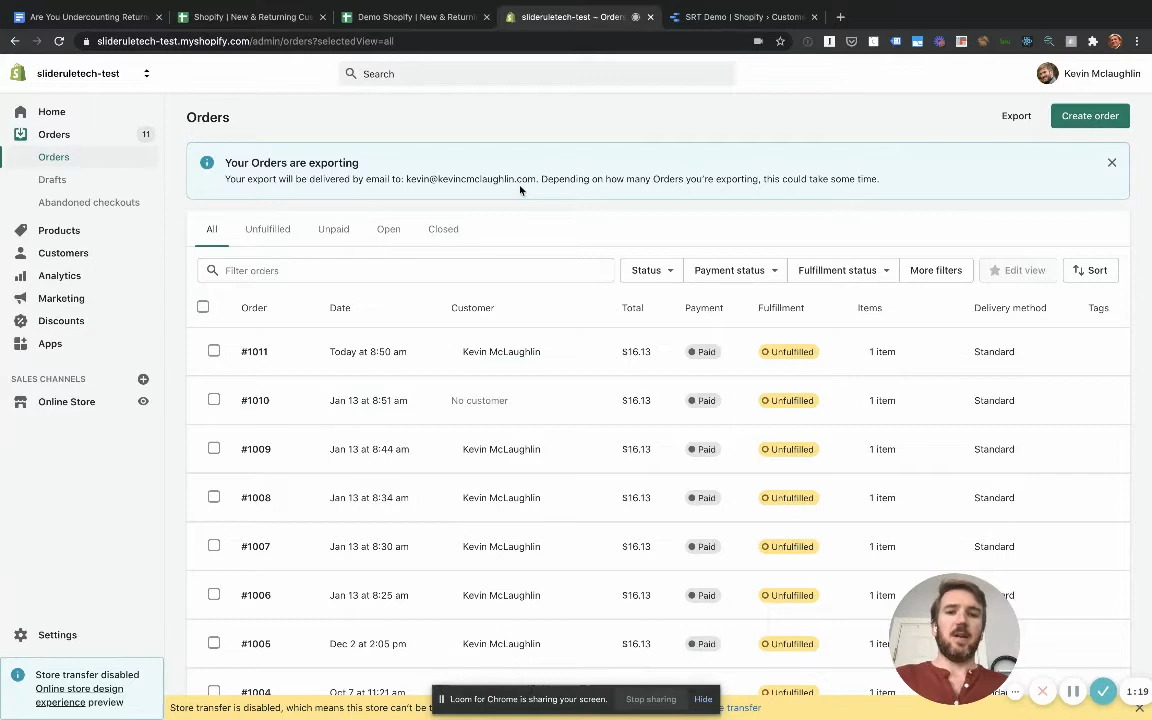 Are You Undercounting Return
Shopify | New & Returning Cu
Demo Shopify | New & Returni
slideruletech-test ~ Orders
SRT Demo | Shopify › Custome
slideruletech-test.myshopify.com/admin/orders?selectedView=all
slideruletech-test
Search
Kevin Mclaughlin
Home
Orders
11
Orders
Drafts
Abandoned checkouts
Products
Customers
Analytics
Marketing
Discounts
Apps
SALES CHANNELS
Online Store
Settings
Store transfer disabled
Online store design
experience preview
Orders
Export
Create order
Your Orders are exporting
Your export will be delivered by email to: kevin@kevincmclaughlin.com. Depending on how many Orders you're exporting, this could take some time.
All Unfulfilled Unpaid Open Closed
Filter orders
Status Payment status Fulfillment status More filters Edit view Sort
Order Date Customer Total Payment Fulfillment Items Delivery method Tags
#1011 Today at 8:50 am Kevin McLaughlin $16.13 Paid Unfulfilled 1 item Standard
#1010 Jan 13 at 8:51 am No customer $16.13 Paid Unfulfilled 1 item Standard
#1009 Jan 13 at 8:44 am Kevin McLaughlin $16.13 Paid Unfulfilled 1 item Standard
#1008 Jan 13 at 8:34 am Kevin McLaughlin $16.13 Paid Unfulfilled 1 item Standard
#1007 Jan 13 at 8:30 am Kevin McLaughlin $16.13 Paid Unfulfilled 1 item Standard
#1006 Jan 13 at 8:25 am Kevin McLaughlin $16.13 Paid Unfulfilled 1 item
#1005 Dec 2 at 2:05 pm Kevin McLaughlin $16.13 Paid Unfulfilled 1
#1004 Oct 7 at 11:21 am Kevin McLaughlin $16.13
Loom for Chrome is sharing your screen. Stop sharing Hide
1:19
Store transfer is disabled, which means this store can't be t
transfer